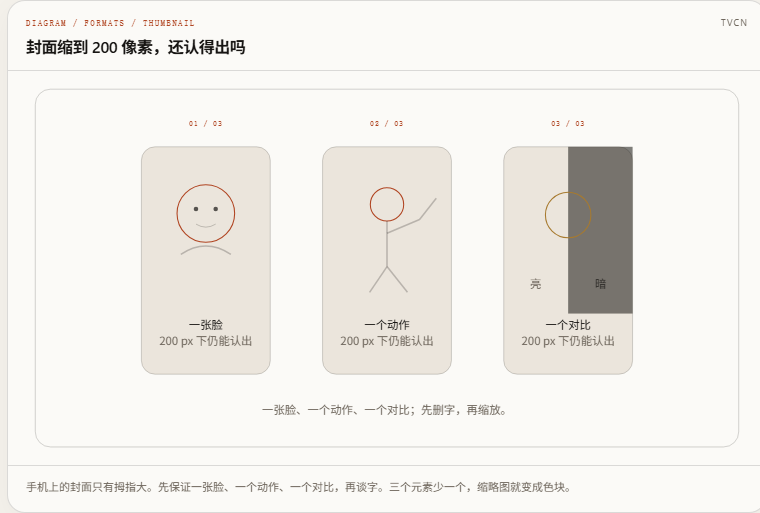 DIAGRAM / FORMATS / THUMBNAIL
TVCN
封面缩到 200 像素，还认得出吗
01 / 03
02 / 03
03 / 03
亮
暗
一张脸
200 px 下仍能认出
一个动作
200 px 下仍能认出
一个对比
200 px 下仍能认出
一张脸、一个动作、一个对比；先删字，再缩放。
手机上的封面只有拇指大。先保证一张脸、一个动作、一个对比，再谈字。三个元素少一个，缩略图就变成色块。